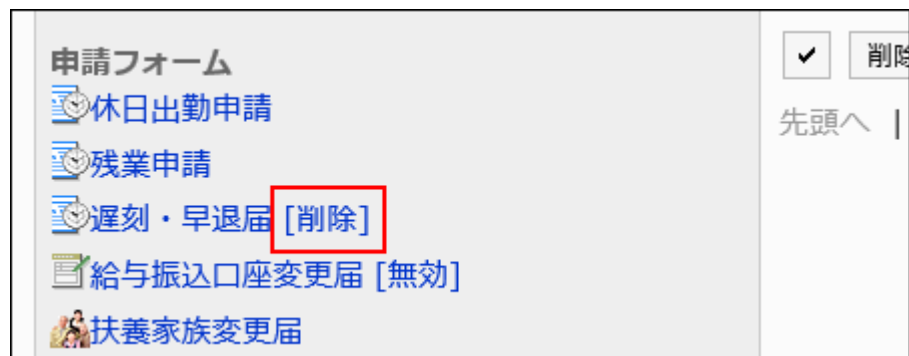 申請フォーム
休日出勤申請
残業申請
遅刻・早退届 [削除]
給与振込口座変更届 [無効]
扶養家族変更届
削除
先頭へ |